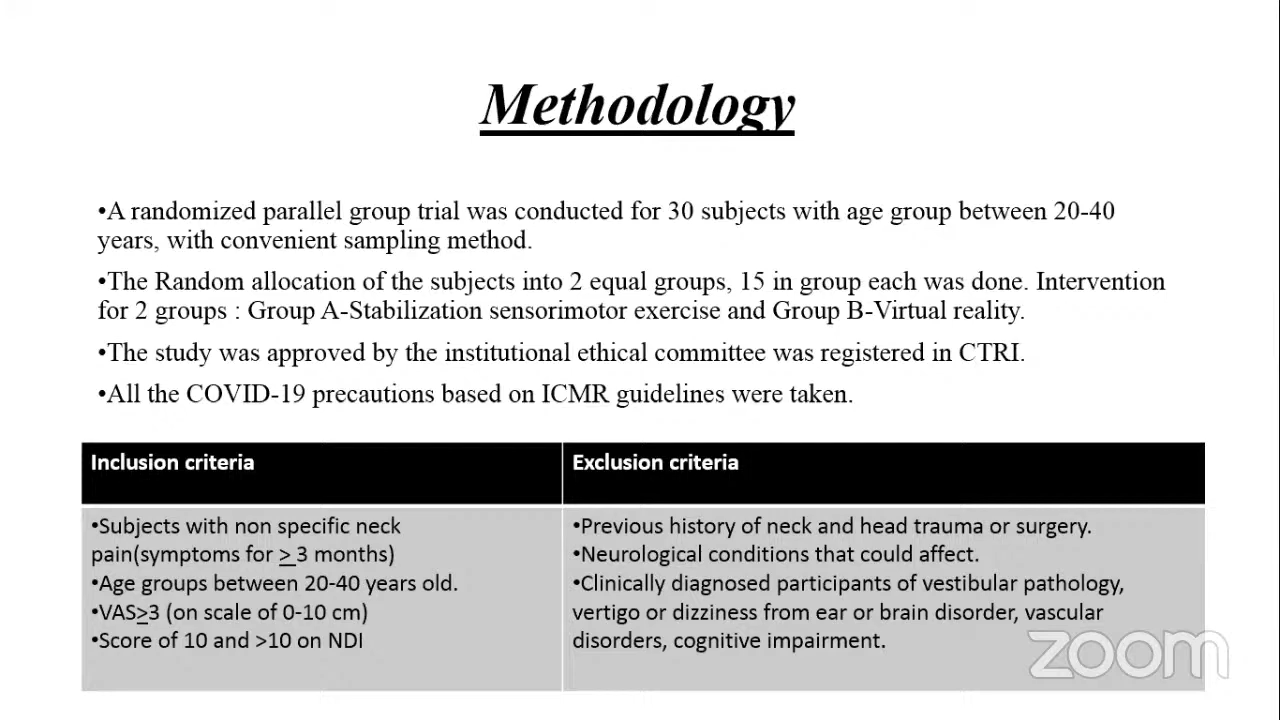 Methodology
•A randomized parallel group trial was conducted for 30 subjects with age group between 20-40
years, with convenient sampling method.
•The Random allocation of the subjects into 2 equal groups, 15 in group each was done. Intervention
for 2 groups : Group A-Stabilization sensorimotor exercise and Group B-Virtual reality.
•The study was approved by the institutional ethical committee was registered in CTRI.
•All the COVID-19 precautions based on ICMR guidelines were taken.
Inclusion criteria
•Subjects with non specific neck
pain(symptoms for > 3 months)
•Age groups between 20-40 years old.
•VAS>3 (on scale of 0-10 cm)
•Score of 10 and >10 on NDI
Exclusion criteria
•Previous history of neck and head trauma or surgery.
•Neurological conditions that could affect.
•Clinically diagnosed participants of vestibular pathology,
vertigo or dizziness from ear or brain disorder, vascular
disorders, cognitive impairment.
zoom